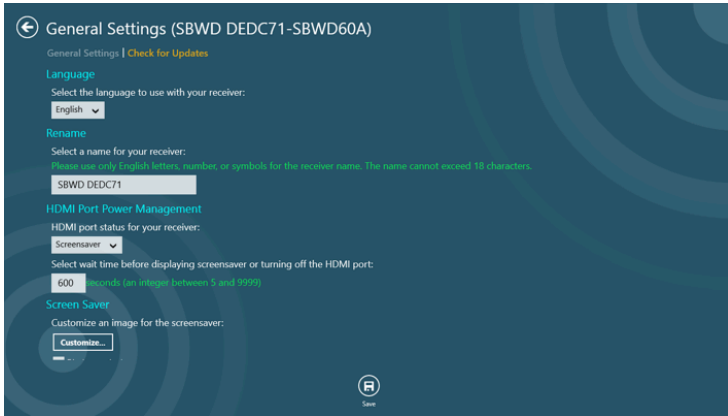 General Settings (SBWD DEDC71-SBWD60A)
General Settings | Check for Updates
Language
Select the language to use with your receiver:
English
Rename
Select a name for your receiver:
Please use only English letters, number, or symbols for the receiver name. The name cannot exceed 18 characters.
SBWD DEDC71
HDMI Port Power Management
HDMI port status for your receiver:
Screensaver
Select wait time before displaying screensaver or turning off the HDMI port:
600 seconds (an integer between 5 and 9999)
Screen Saver
Customize an image for the screensaver:
Customize...
Save